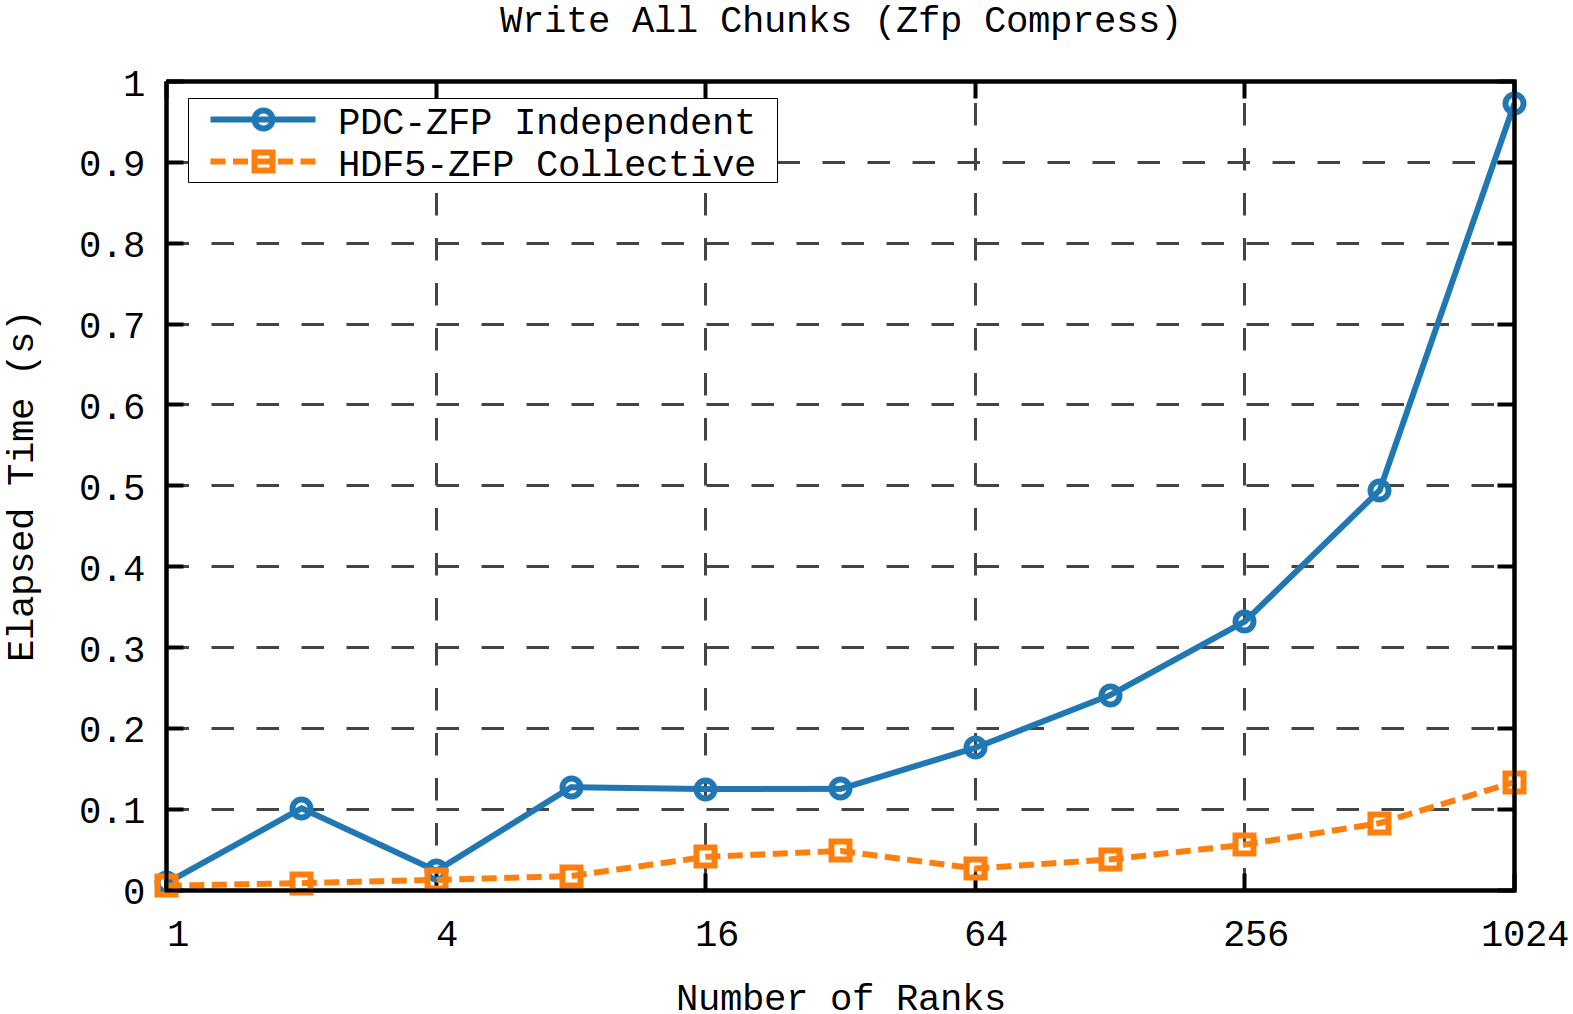 Write All Chunks (Zfp Compress)
PDC-ZFP Independent
HDF5-ZFP Collective
1
0.9
0.8
0.7
0.6
0.5
0.4
0.3
0.2
0.1
0
Elapsed Time (s)
1 4 16 64 256 1024
Number of Ranks